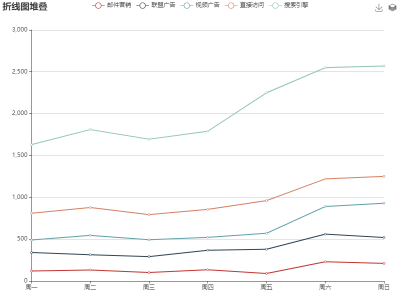 折线图堆叠
邮件营销 联盟广告 视频广告 直接访问 搜索引擎
3,000
2,500
2,000
1,500
1,000
500
0
周一 周二 周三 周四 周五 周六 周日